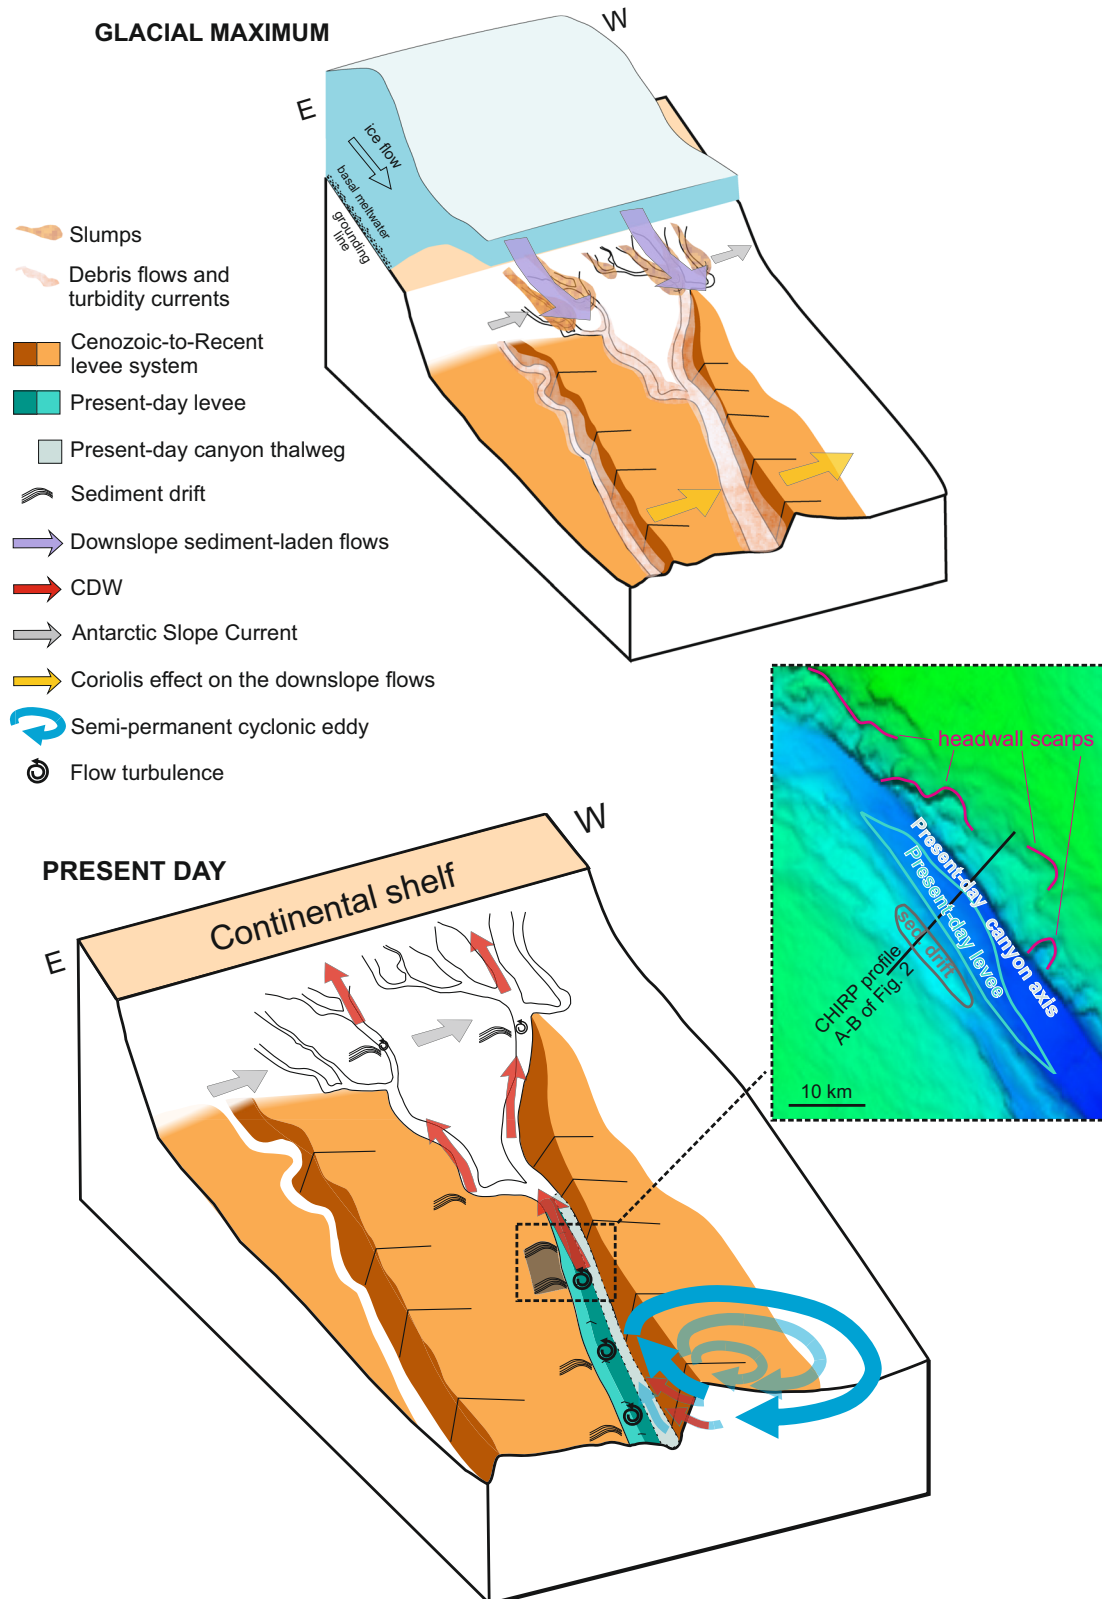 GLACIAL MAXIMUM
W
E
ice flow
basal meltwater
grounding
line
Slumps
Debris flows and
turbidity currents
Cenozoic-to-Recent
levee system
Present-day levee
Present-day canyon thalweg
Sediment drift
Downslope sediment-laden flows
CDW
Antarctic Slope Current
Coriolis effect on the downslope flows
Semi-permanent cyclonic eddy
Flow turbulence
headwall scarps
Present-day canyon axis
Present-day levee
sed. drift
CHIRP profile
A-B of Fig. 2
10 km
PRESENT DAY
W
E
Continental shelf